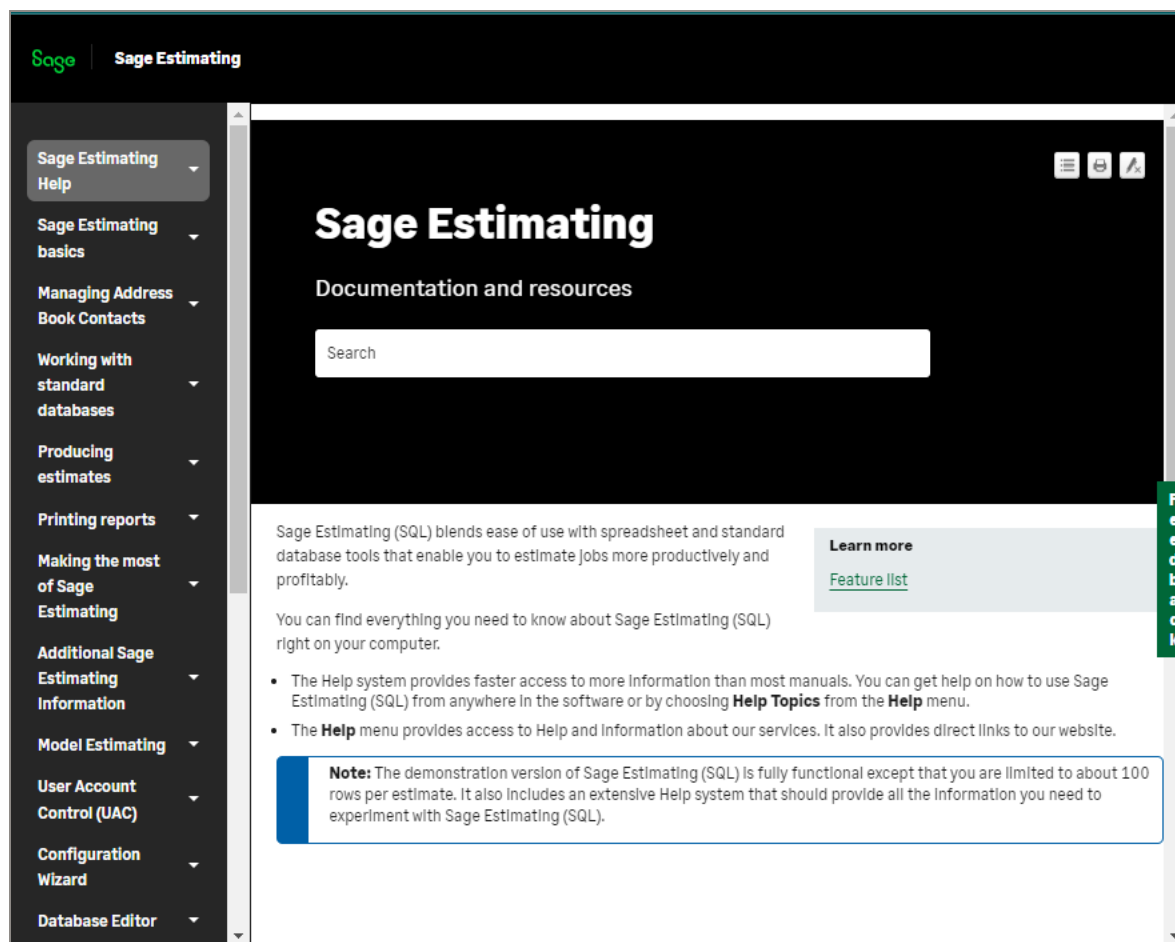 Sage
Sage Estimating
Sage Estimating
Help
Sage Estimating
basics
Managing Address
Book Contacts
Working with
standard
databases
Producing
estimates
Printing reports
Making the most
of Sage
Estimating
Additional Sage
Estimating
Information
Model Estimating
User Account
Control (UAC)
Configuration
Wizard
Database Editor
Sage Estimating
Documentation and resources
Search
Sage Estimating (SQL) blends ease of use with spreadsheet and standard
database tools that enable you to estimate jobs more productively and
profitably.
You can find everything you need to know about Sage Estimating (SQL)
right on your computer.
Learn more
Feature list
• The Help system provides faster access to more information than most manuals. You can get help on how to use Sage
Estimating (SQL) from anywhere in the software or by choosing Help Topics from the Help menu.
• The Help menu provides access to Help and information about our services. It also provides direct links to our website.
Note: The demonstration version of Sage Estimating (SQL) is fully functional except that you are limited to about 100
rows per estimate. It also includes an extensive Help system that should provide all the information you need to
experiment with Sage Estimating (SQL).